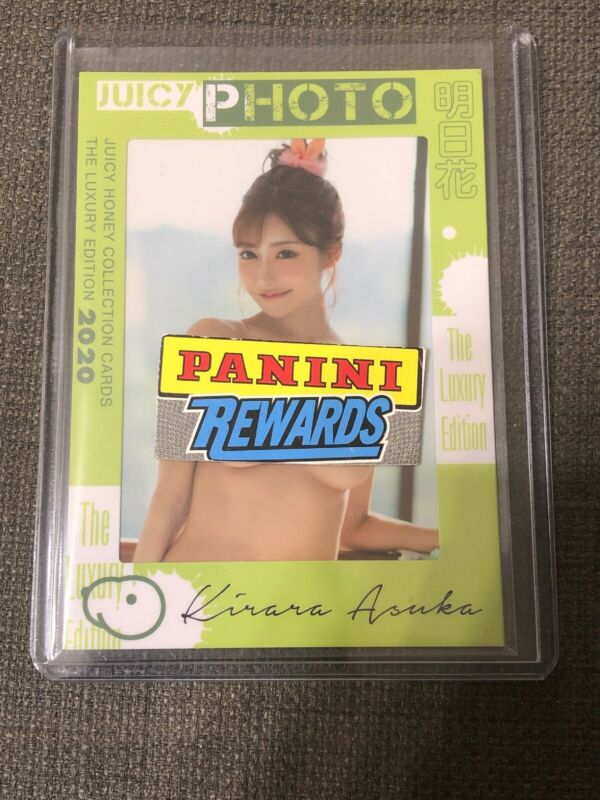 JUICY PHOTO
明日花
JUICY HONEY COLLECTION CARDS
THE LUXURY EDITION 2020
PANINI
REWARDS
The
Luxury
Edition
The
Luxury
Edition
Kirara Asuka